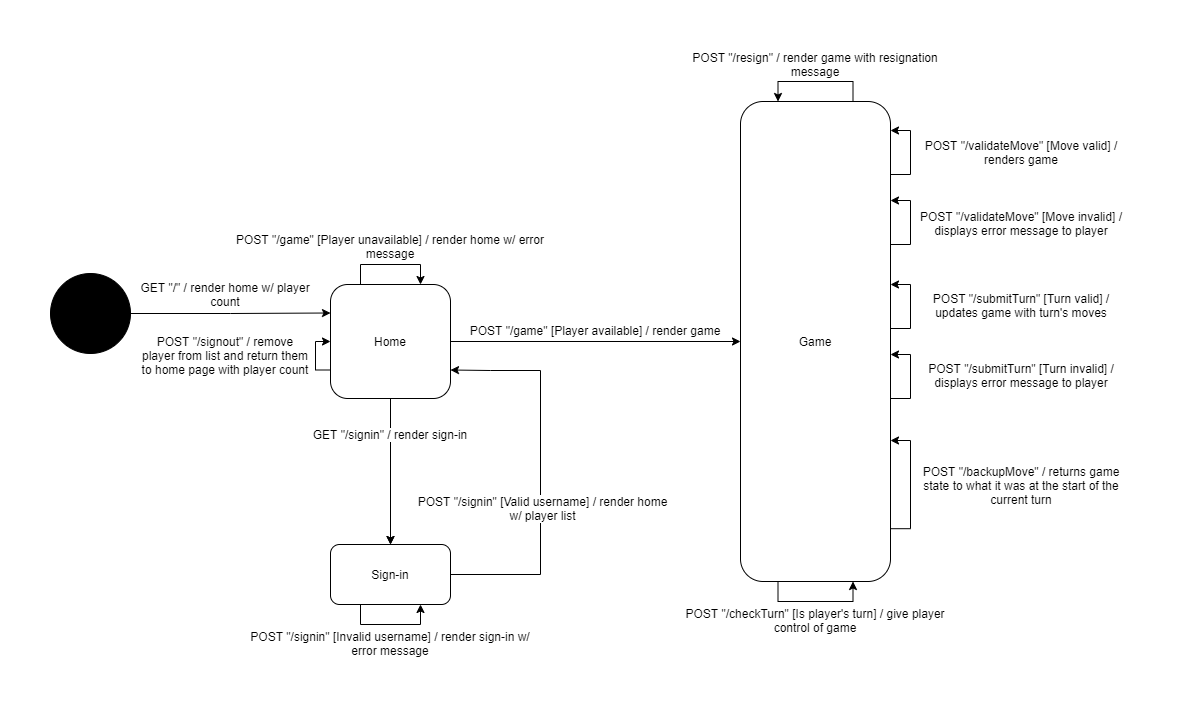 POST "/resign" / render game with resignation
message
POST "/validateMove" [Move valid] /
renders game
POST "/validateMove" [Move invalid] /
displays error message to player
POST "/game" [Player unavailable] / render home w/ error
message
GET "/" / render home w/ player
count
POST "/submitTurn" [Turn valid] /
updates game with turn's moves
POST "/game" [Player available] / render game
POST "/signout" / remove
player from list and return them
to home page with player count
Home
Game
POST "/submitTurn" [Turn invalid] /
displays error message to player
GET "/signin" / render sign-in
POST "/backupMove" / returns game
state to what it was at the start of the
current turn
POST "/signin" [Valid username] / render home
w/ player list
Sign-in
POST "/checkTurn" [Is player's turn] / give player
control of game
POST "/signin" [Invalid username] / render sign-in w/
error message